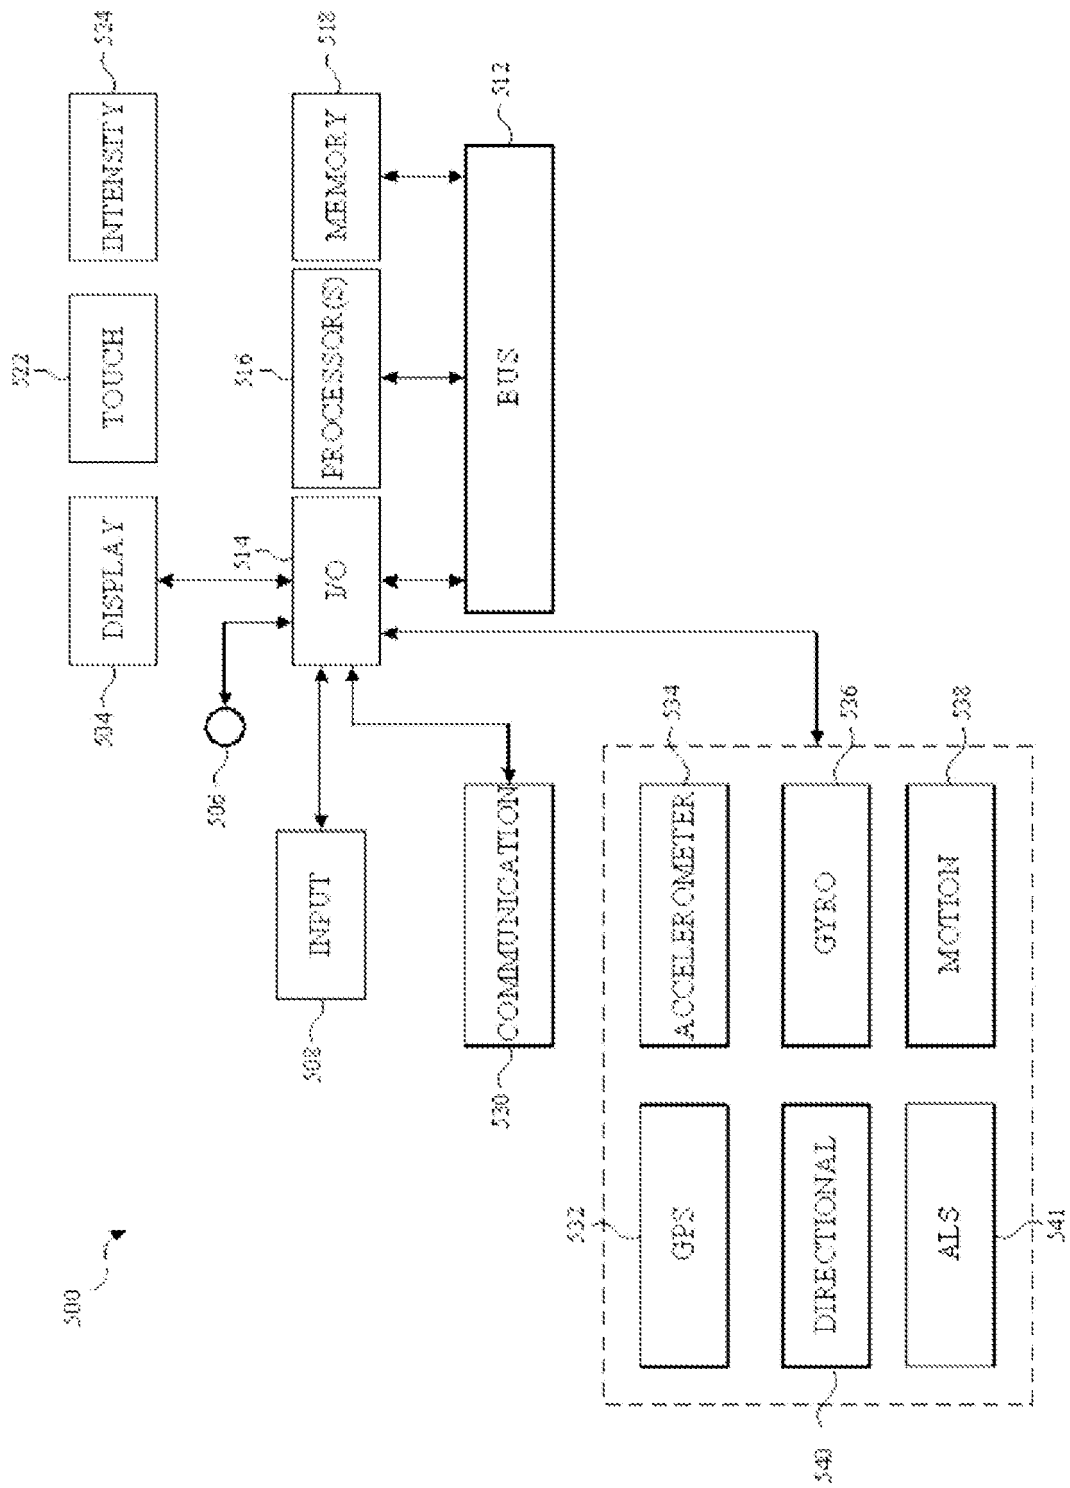 522
500
534
524
DISPLAY
TOUCH
INTENSITY
506
514
516
518
508
INPUT
I/O
PROCESSOR(S)
MEMORY
530
COMMUNICATION
BUS
512
532
534
GPS
ACCELEROMETER
540
DIRECTIONAL
GYRO
536
ALS
MOTION
538
541